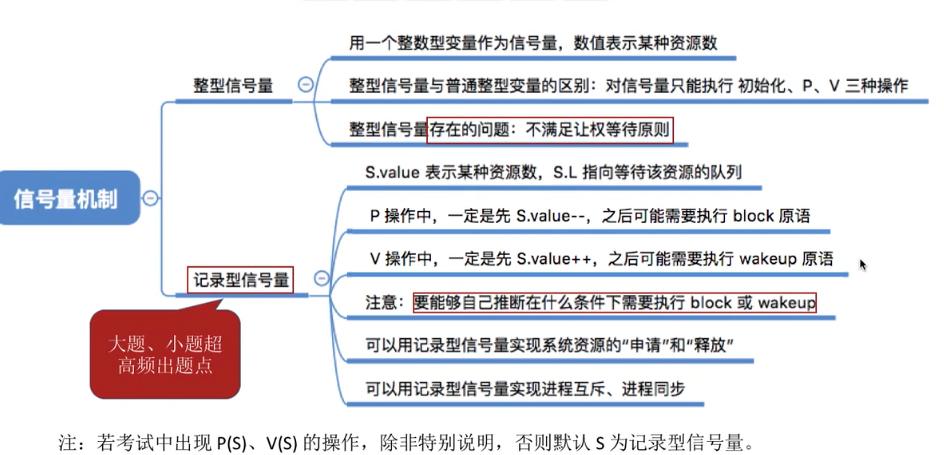 用一个整数型变量作为信号量，数值表示某种资源数
整型信号量
整型信号量与普通整型变量的区别：对信号量只能执行 初始化、P、V 三种操作
整型信号量存在的问题：不满足让权等待原则
信号量机制
S.value 表示某种资源数，S.L 指向等待该资源的队列
P 操作中，一定是先 S.value--，之后可能需要执行 block 原语
V 操作中，一定是先 S.value++，之后可能需要执行 wakeup 原语
记录型信号量
注意：要能够自己推断在什么条件下需要执行 block 或 wakeup
可以用记录型信号量实现系统资源的“申请”和“释放”
可以用记录型信号量实现进程互斥、进程同步
大题、小题超
高频出题点
注：若考试中出现 P(S)、V(S) 的操作，除非特别说明，否则默认 S 为记录型信号量。